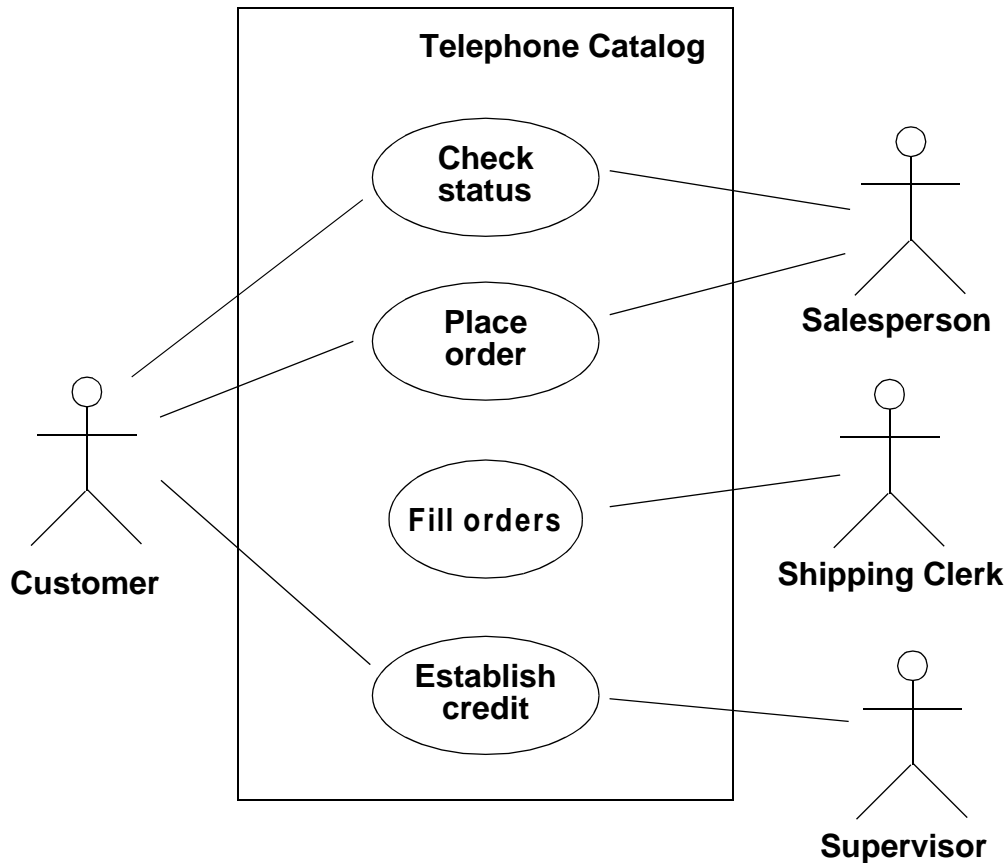 Telephone Catalog
Check
status
Place
order
Fill orders
Establish
credit
Customer
Salesperson
Shipping Clerk
Supervisor